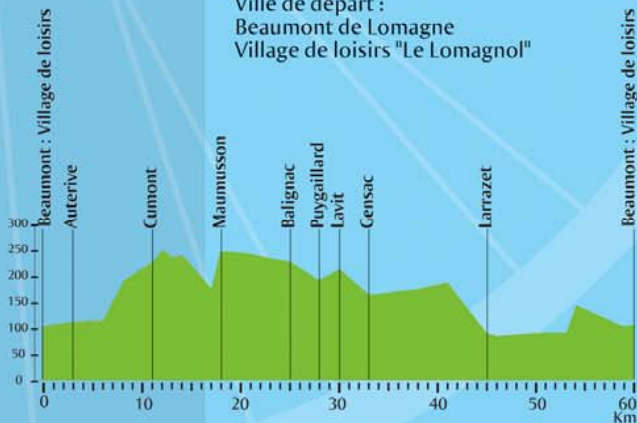 Ville de départ :
Beaumont de Lomagne
Village de loisirs "Le Lomagnol"
Beaumont : Village de loisirs
Auterive
Cumont
Maumusson
Balignac
Puygaillard
Lavit
Gensac
Larrazet
Beaumont : Village de loisirs
300
250
200
150
100
50
0
0 10 20 30 40 50 60
Km